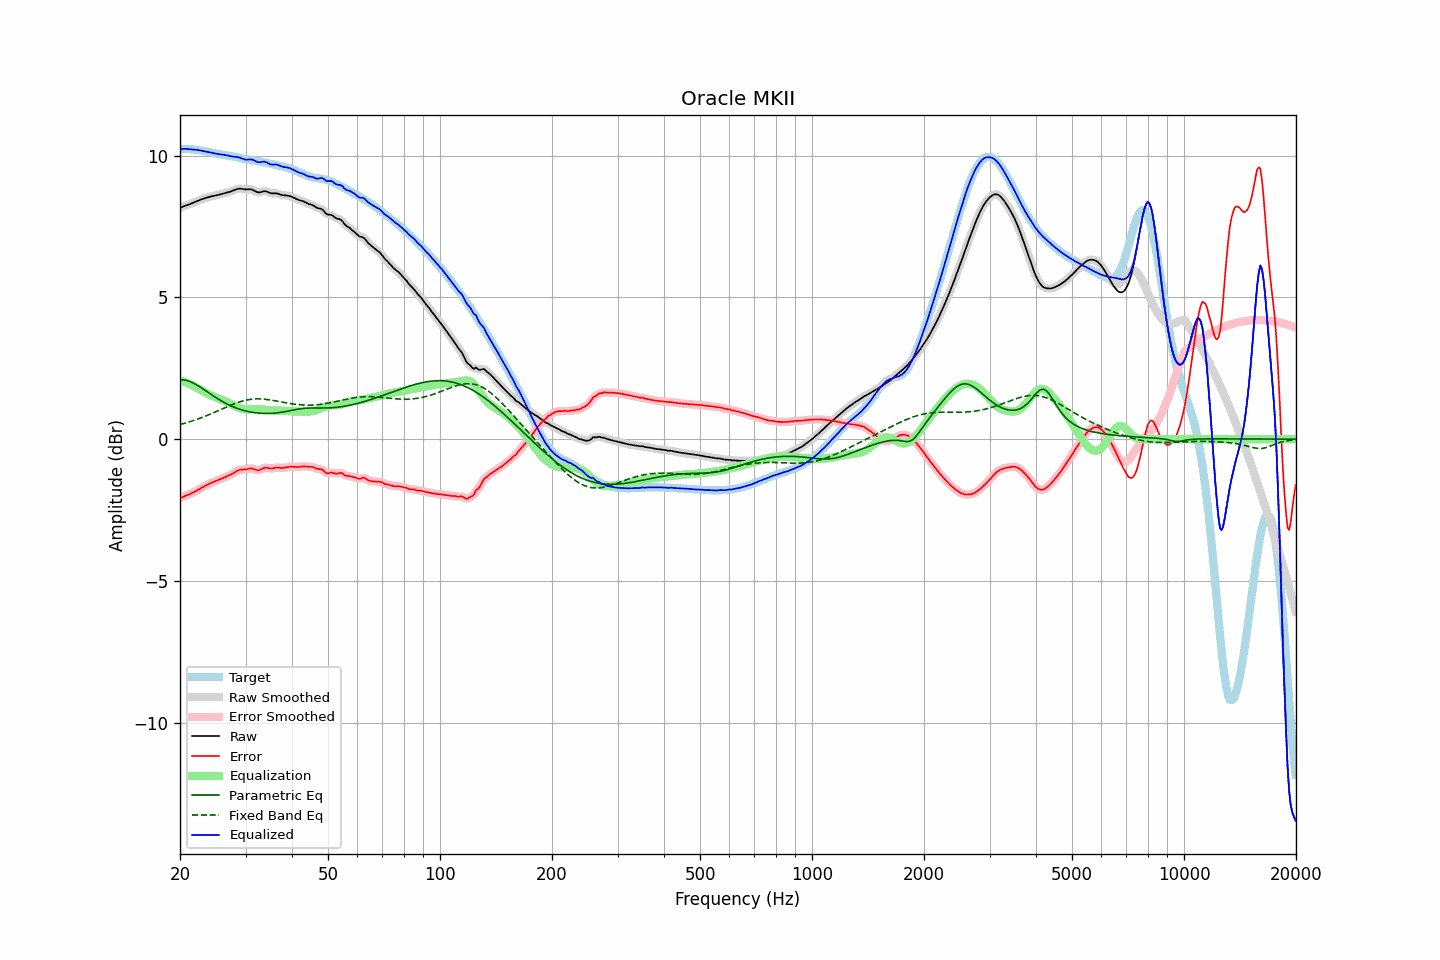 Oracle MKII
Amplitude (dBr)
10
5
0
−5
−10
Target
Raw Smoothed
Error Smoothed
Raw
Error
Equalization
Parametric Eq
Fixed Band Eq
Equalized
20 50 100 200 500 1000 2000 5000 10000 20000
Frequency (Hz)